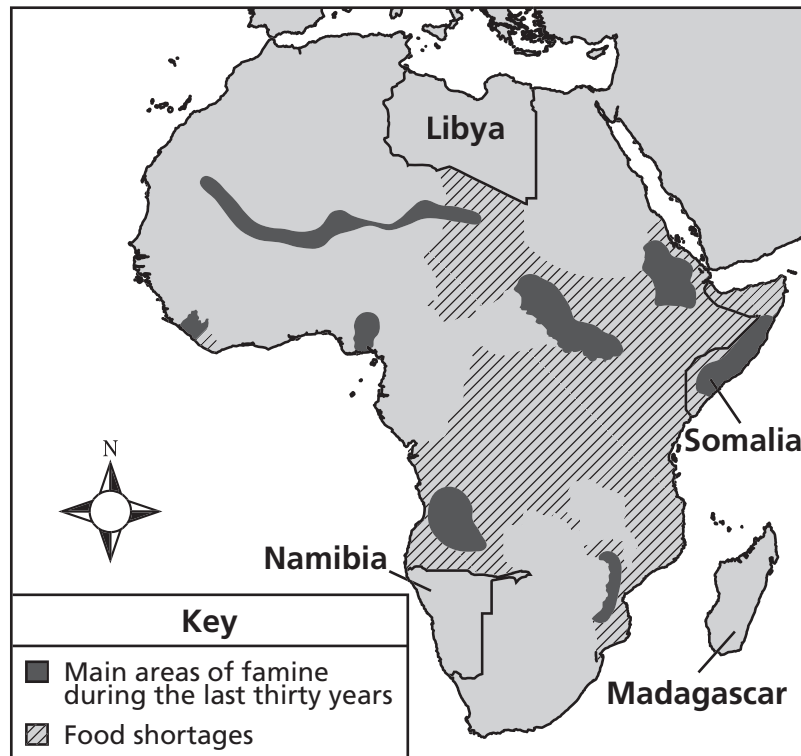 Libya
Somalia
N
Namibia
Madagascar
Key
Main areas of famine
during the last thirty years
Food shortages